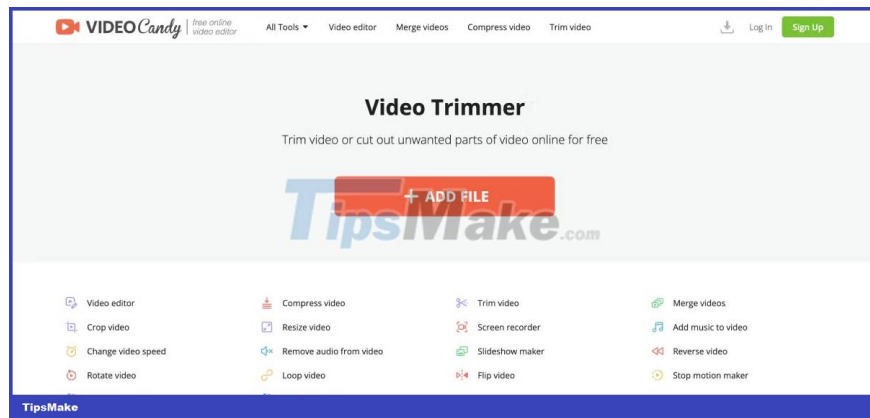 VIDEO Candy free online video editor All Tools Video editor Merge videos Compress video Trim video Log in Sign Up
Video Trimmer
Trim video or cut out unwanted parts of video online for free
+ ADD FILE
TipsMake.com
Video editor Compress video Trim video Merge videos
Crop video Resize video Screen recorder Add music to video
Change video speed Remove audio from video Slideshow maker Reverse video
Rotate video Loop video Flip video Stop motion maker
TipsMake